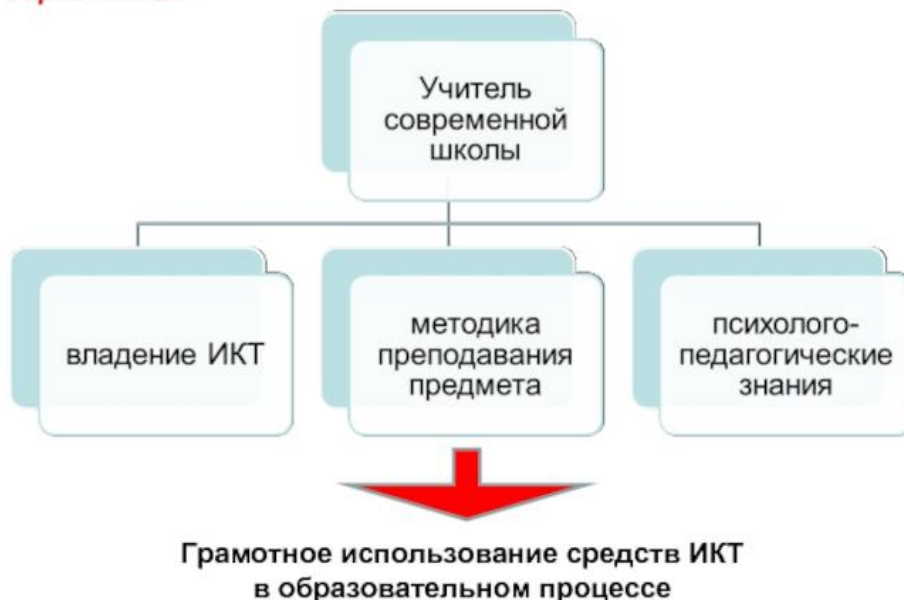 Учитель
современной
школы
владение ИКТ
методика
преподавания
предмета
психолого-
педагогические
знания
Грамотное использование средств ИКТ
в образовательном процессе